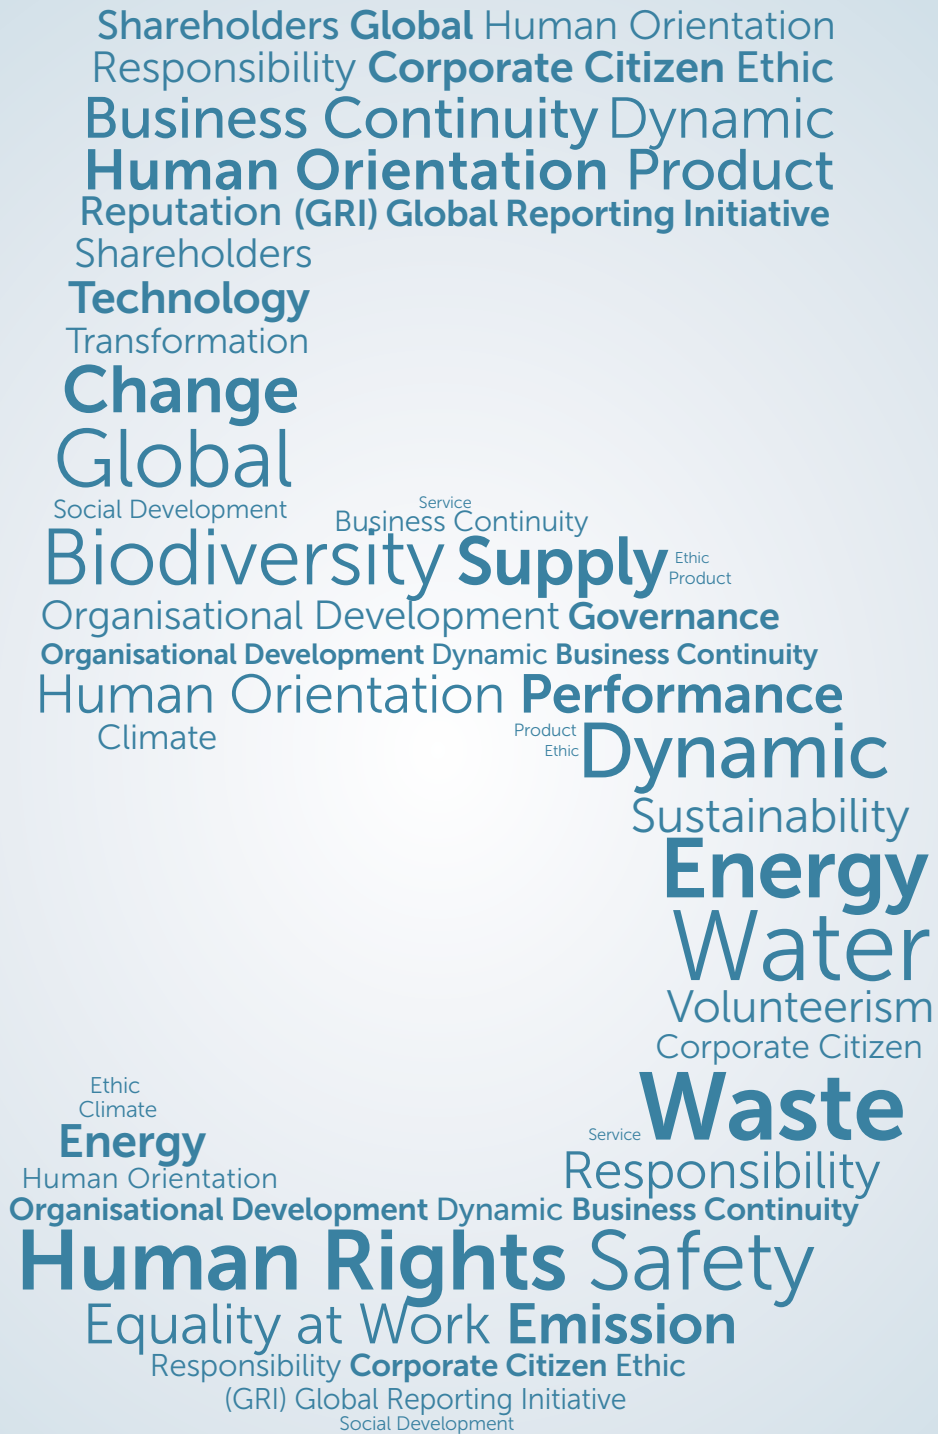 Shareholders Global Human Orientation
Responsibility Corporate Citizen Ethic
Business Continuity Dynamic
Human Orientation Product
Reputation (GRI) Global Reporting Initiative
Shareholders
Technology
Transformation
Change
Global
Social Development
Service
Business Continuity
Biodiversity Supply Ethic
Product
Organisational Development Governance
Organisational Development Dynamic Business Continuity
Human Orientation Performance
Climate
Product
Ethic Dynamic
Sustainability
Energy
Water
Volunteerism
Corporate Citizen
Ethic
Climate
Service Waste
Energy
Responsibility
Human Orientation
Organisational Development Dynamic Business Continuity
Human Rights Safety
Equality at Work Emission
Responsibility Corporate Citizen Ethic
(GRI) Global Reporting Initiative
Social Development